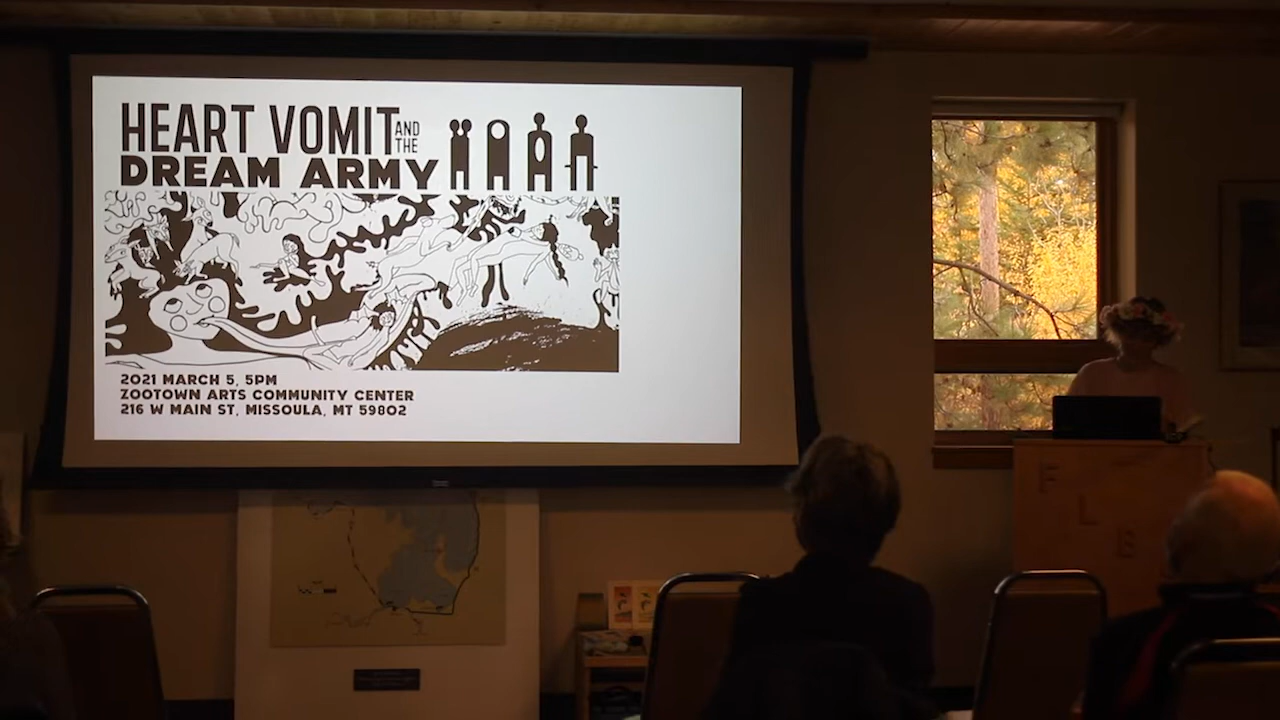 HEART VOMIT AND THE
DREAM ARMY
2021 MARCH 5, 5PM
ZOOTOWN ARTS COMMUNITY CENTER
216 W MAIN ST, MISSOULA, MT 59802
F
L
B